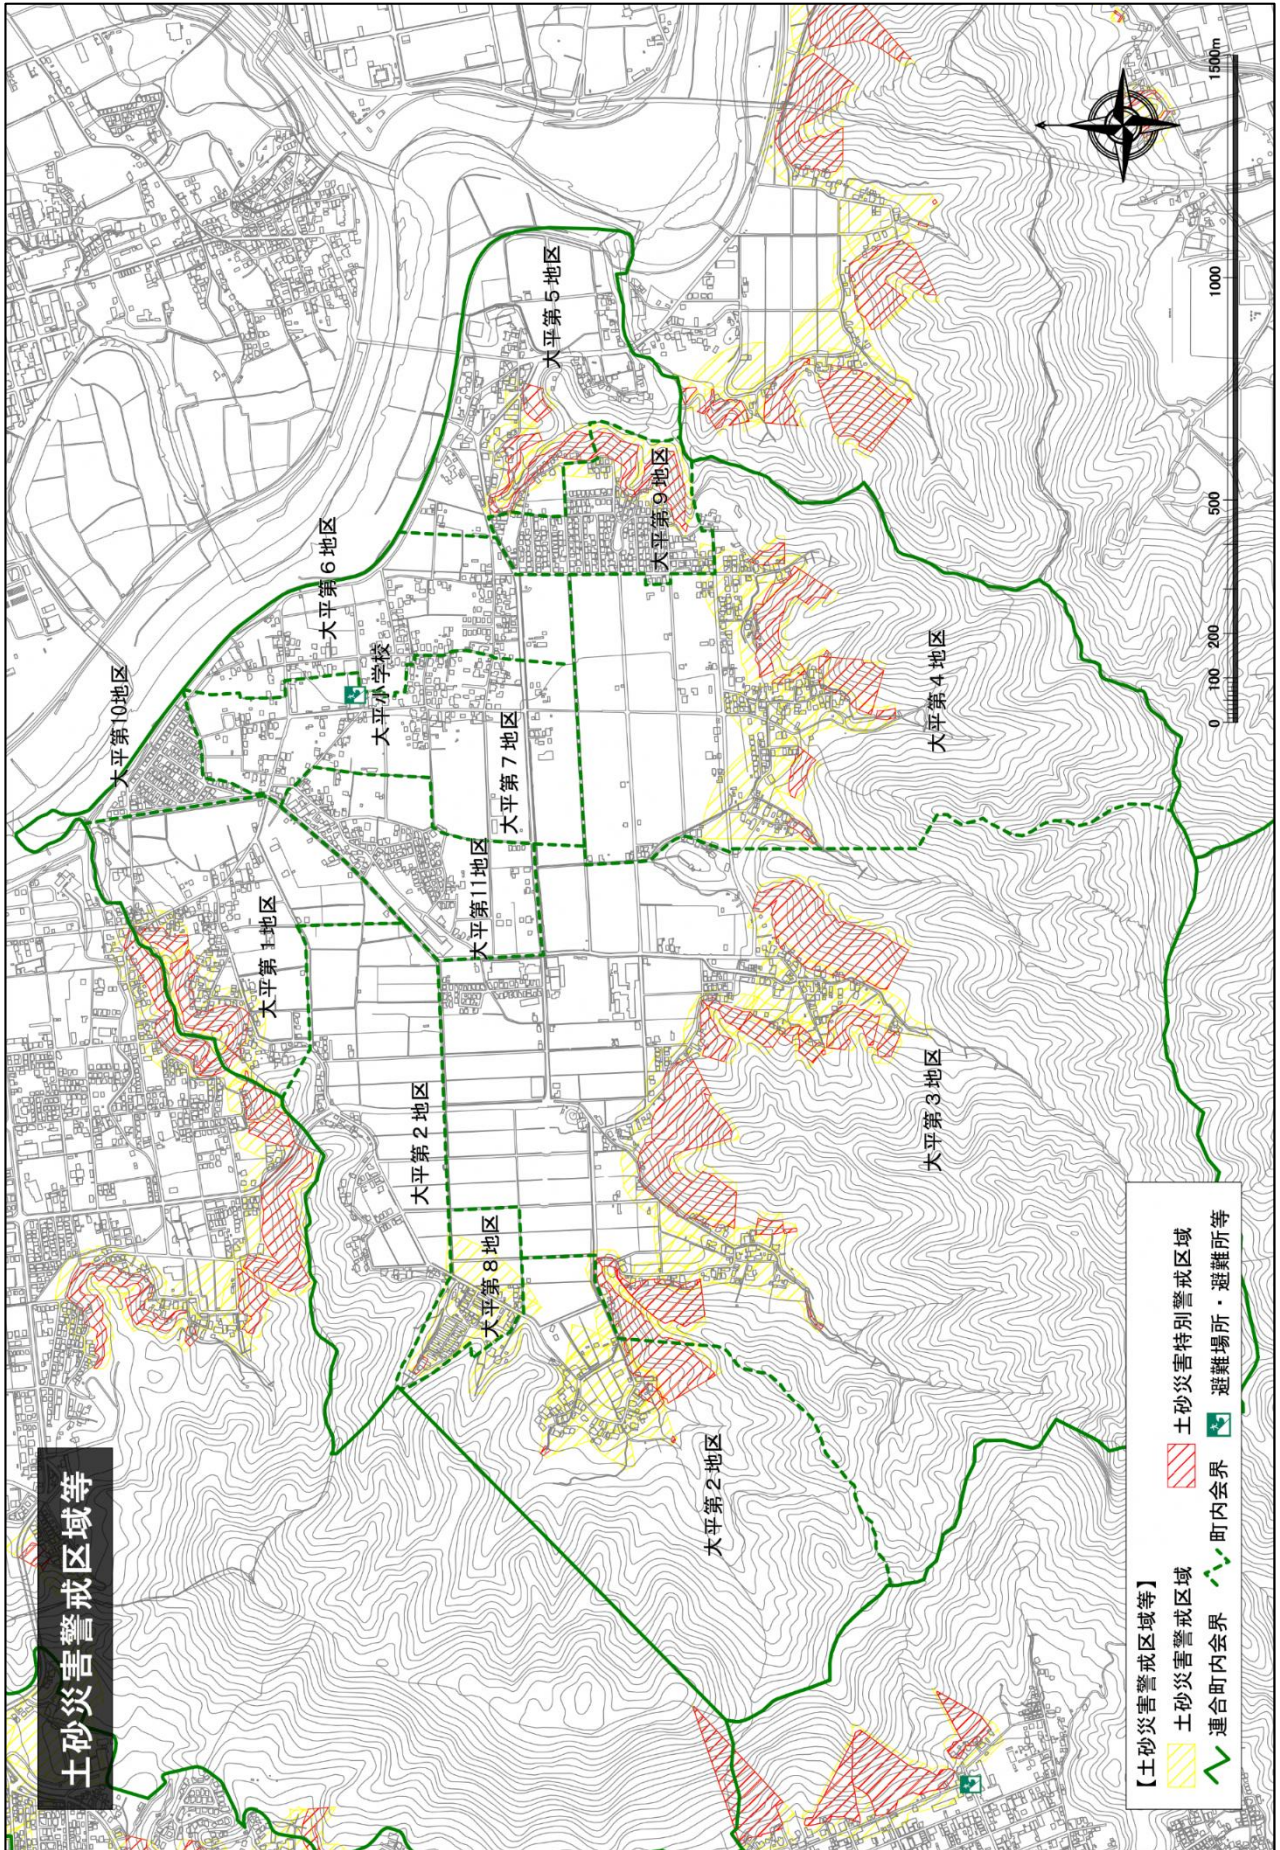 土砂災害警戒区域等
大平第10地区
大平第6地区
大平小学校
大平第5地区
大平第1地区
大平第7地区
大平第11地区
大平第9地区
大平第2地区
大平第8地区
大平第4地区
大平第3地区
大平第2地区
【土砂災害警戒区域等】
土砂災害警戒区域 土砂災害特別警戒区域
連合町内会界 町内会界 避難場所・避難所等
0 100 200 500 1000 1500m